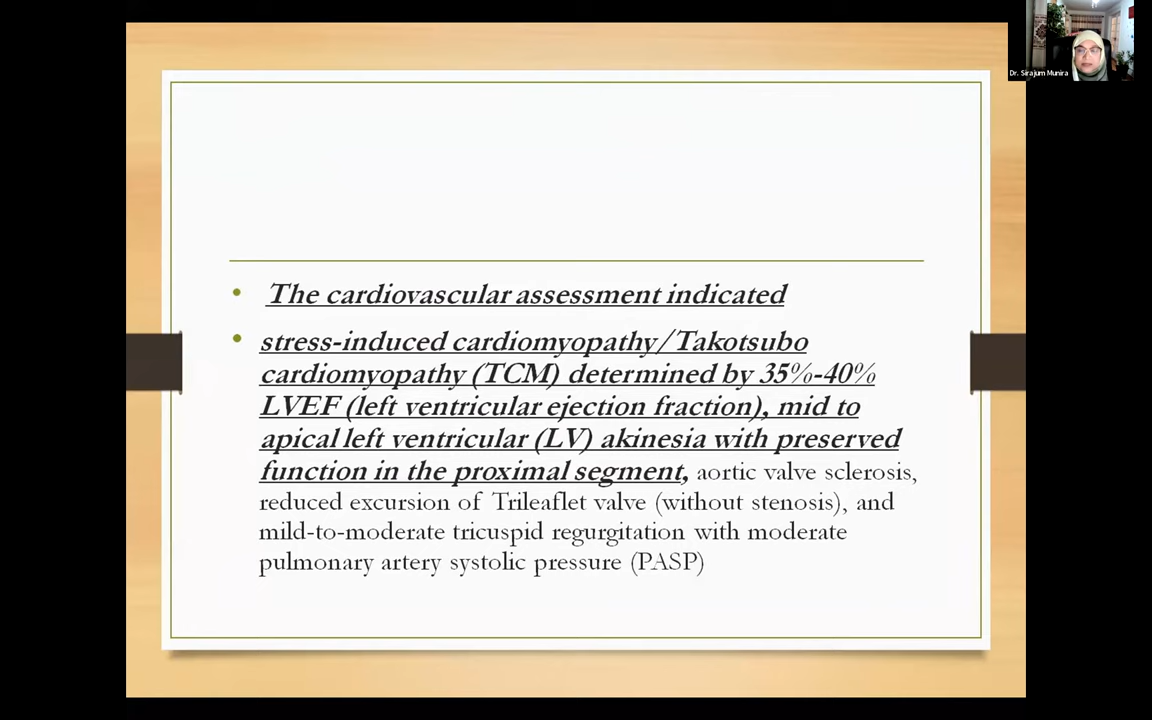 Dr. Sirajum Munira
• The cardiovascular assessment indicated
• stress-induced cardiomyopathy/Takotsubo
cardiomyopathy (TCM) determined by 35%-40%
LVEF (left ventricular ejection fraction), mid to
apical left ventricular (LV) akinesia with preserved
function in the proximal segment, aortic valve sclerosis,
reduced excursion of Trileaflet valve (without stenosis), and
mild-to-moderate tricuspid regurgitation with moderate
pulmonary artery systolic pressure (PASP)